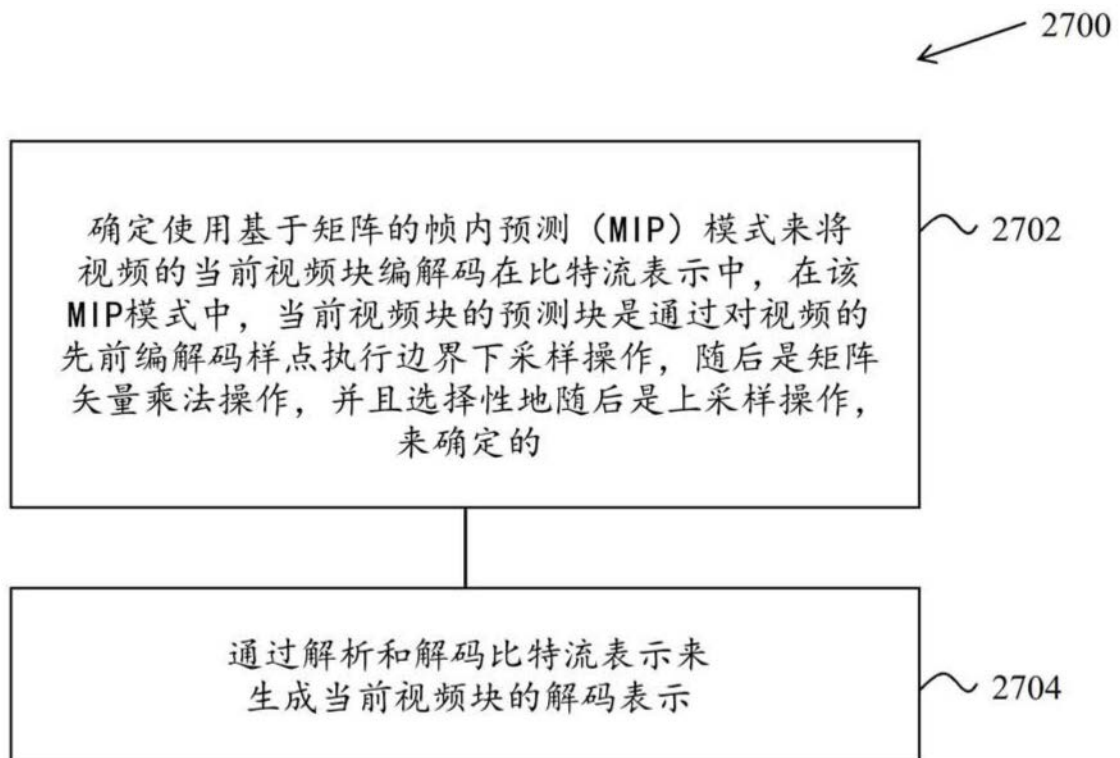 2700
确定使用基于矩阵的帧内预测（MIP）模式来将
视频的当前视频块编解码在比特流表示中，在该
MIP模式中，当前视频块的预测块是通过对视频的
先前编解码样点执行边界下采样操作，随后是矩阵
矢量乘法操作，并且选择性地随后是上采样操作，
来确定的
2702
通过解析和解码比特流表示来
生成当前视频块的解码表示
2704